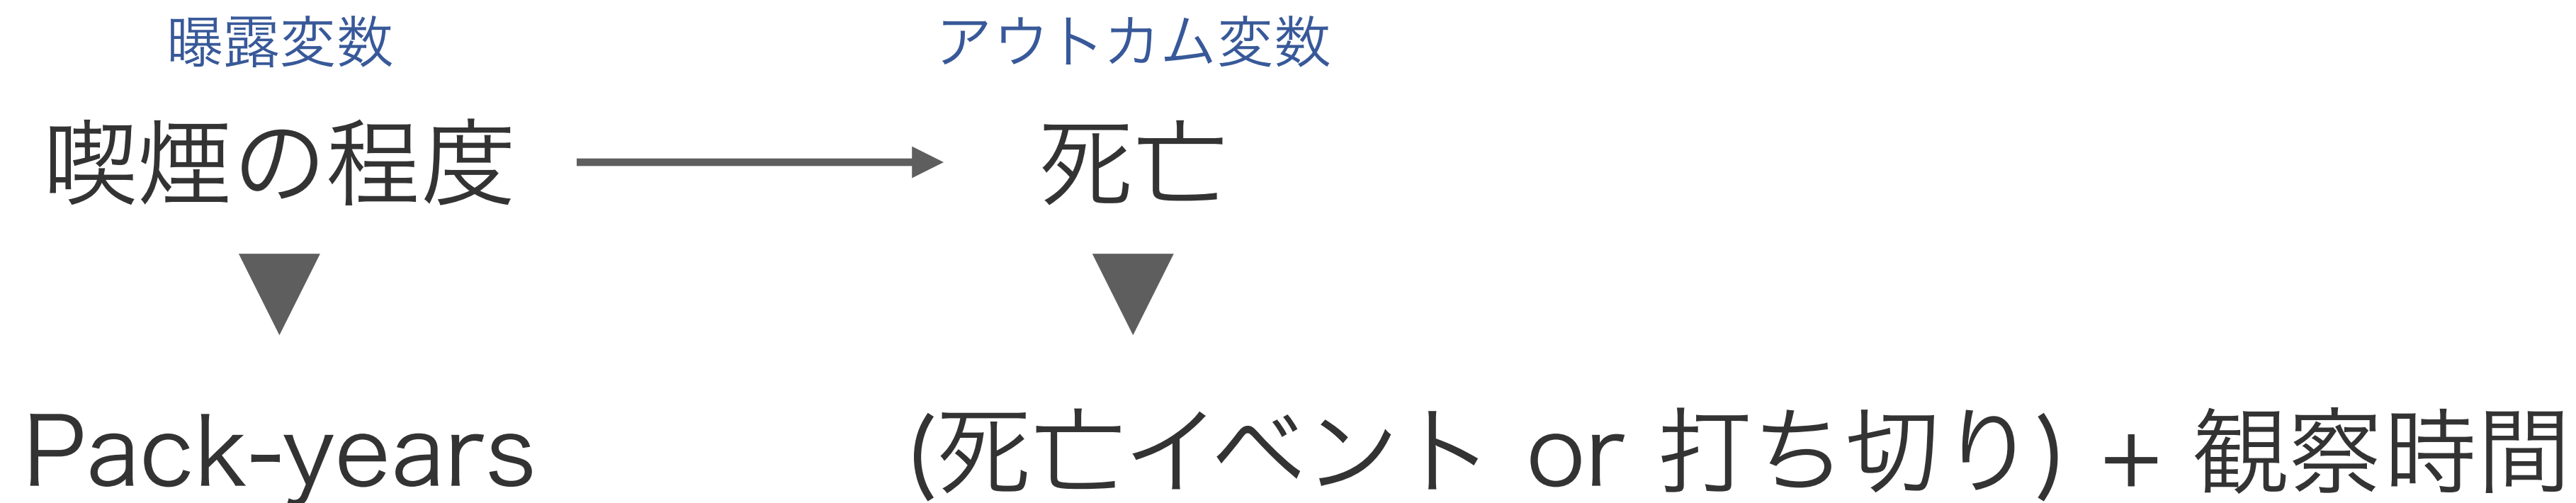 曝露変数 アウトカム変数
喫煙の程度 死亡
Pack-years (死亡イベント or 打ち切り) + 観察時間